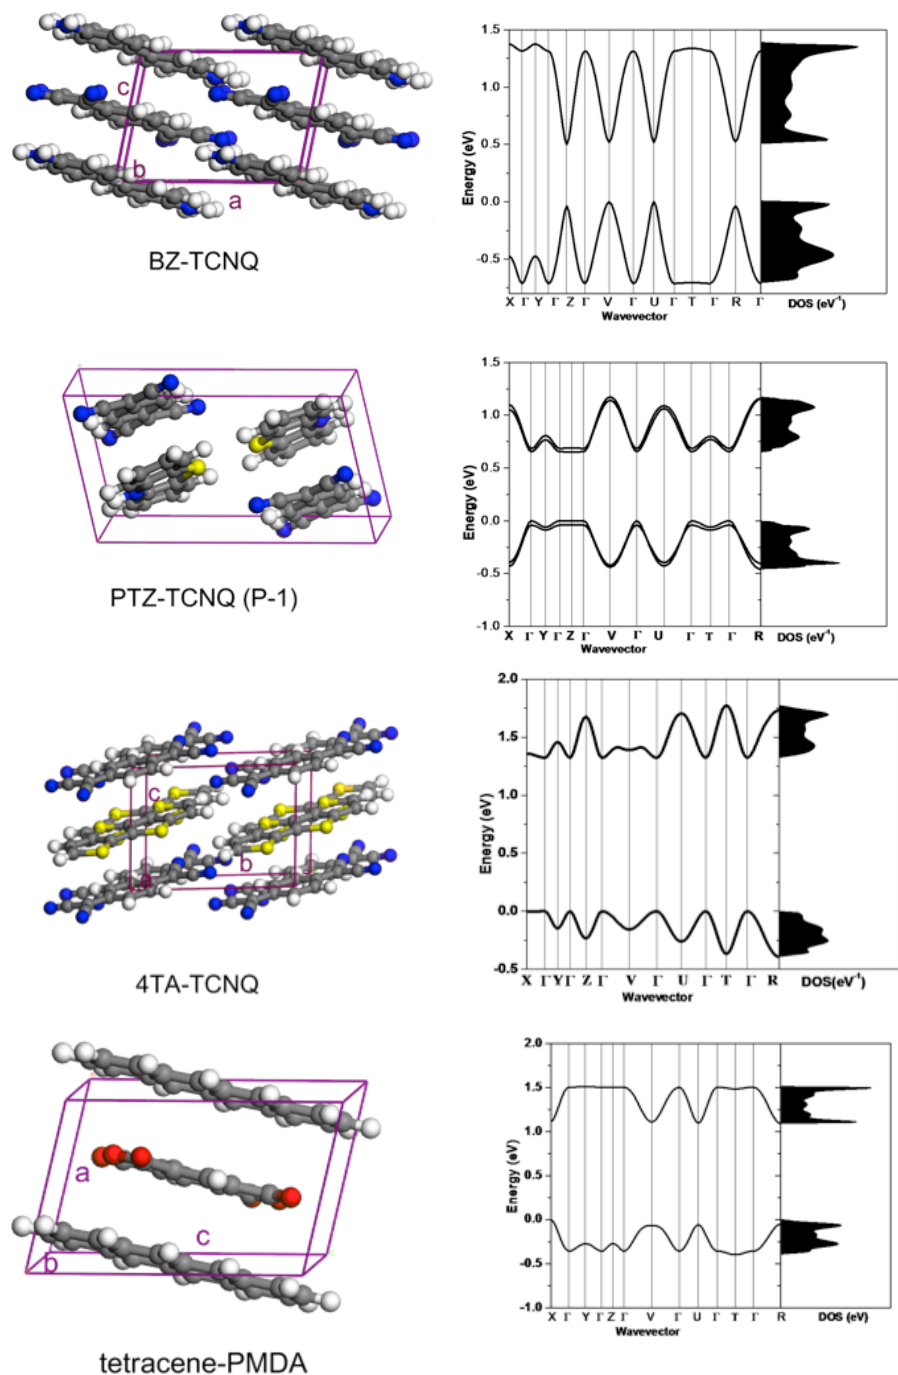 c
b
a
BZ-TCNQ
1.5
1.0
0.5
0.0
-0.5
Energy (eV)
X Γ Y Γ Z Γ V Γ U Γ T Γ R Γ
Wavevector
DOS (eV-1)
PTZ-TCNQ (P-1)
1.5
1.0
0.5
0.0
-0.5
-1.0
Energy (eV)
X Γ Y Γ Z Γ V Γ U Γ T Γ R
Wavevector
DOS (eV-1)
c
b
a
4TA-TCNQ
2.0
1.5
1.0
0.5
0.0
-0.5
Energy (eV)
X Γ Y Γ Z Γ V Γ U Γ T Γ R
Wavevector
DOS(eV-1)
a
c
b
tetracene-PMDA
2.0
1.5
1.0
0.5
0.0
-0.5
-1.0
Energy (eV)
X Γ Y Γ Z Γ V Γ U Γ T Γ R
Wavevector
DOS (eV)